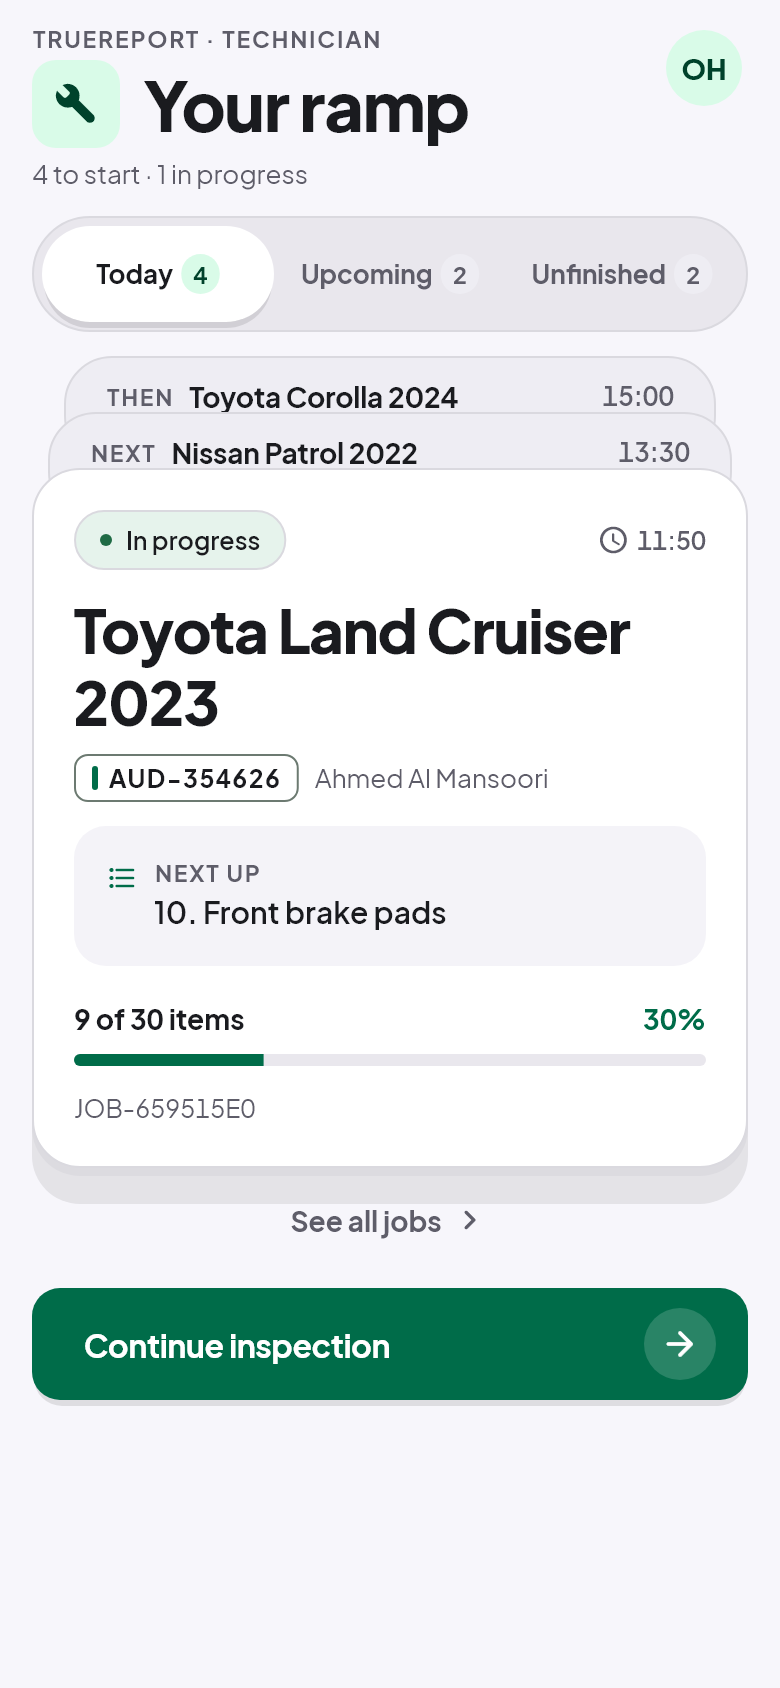 TRUEREPORT · TECHNICIAN
OH
Your ramp
4 to start · 1 in progress
Today 4
Upcoming 2
Unfinished 2
THEN Toyota Corolla 2024 15:00
NEXT Nissan Patrol 2022 13:30
In progress 11:50
Toyota Land Cruiser
2023
AUD-354626 Ahmed Al Mansoori
NEXT UP
10. Front brake pads
9 of 30 items 30%
JOB-659515E0
See all jobs
Continue inspection